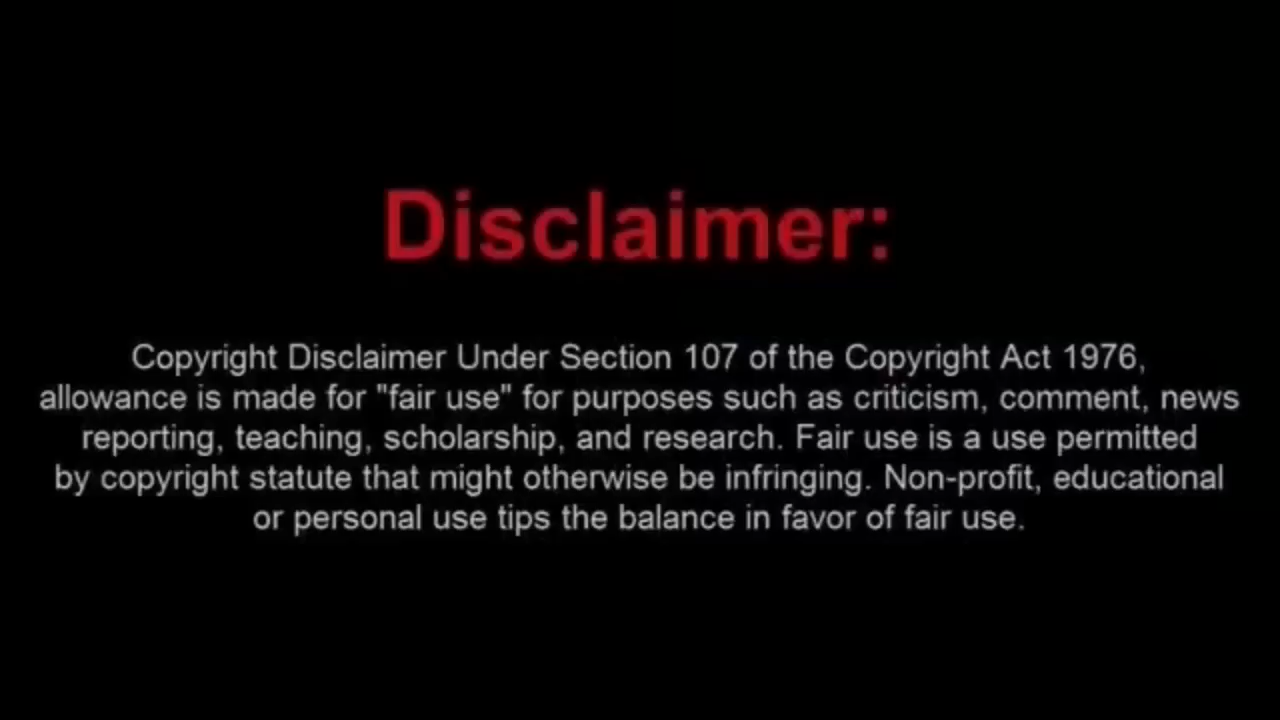 Disclaimer:
Copyright Disclaimer Under Section 107 of the Copyright Act 1976,
allowance is made for "fair use" for purposes such as criticism, comment, news
reporting, teaching, scholarship, and research. Fair use is a use permitted
by copyright statute that might otherwise be infringing. Non-profit, educational
or personal use tips the balance in favor of fair use.